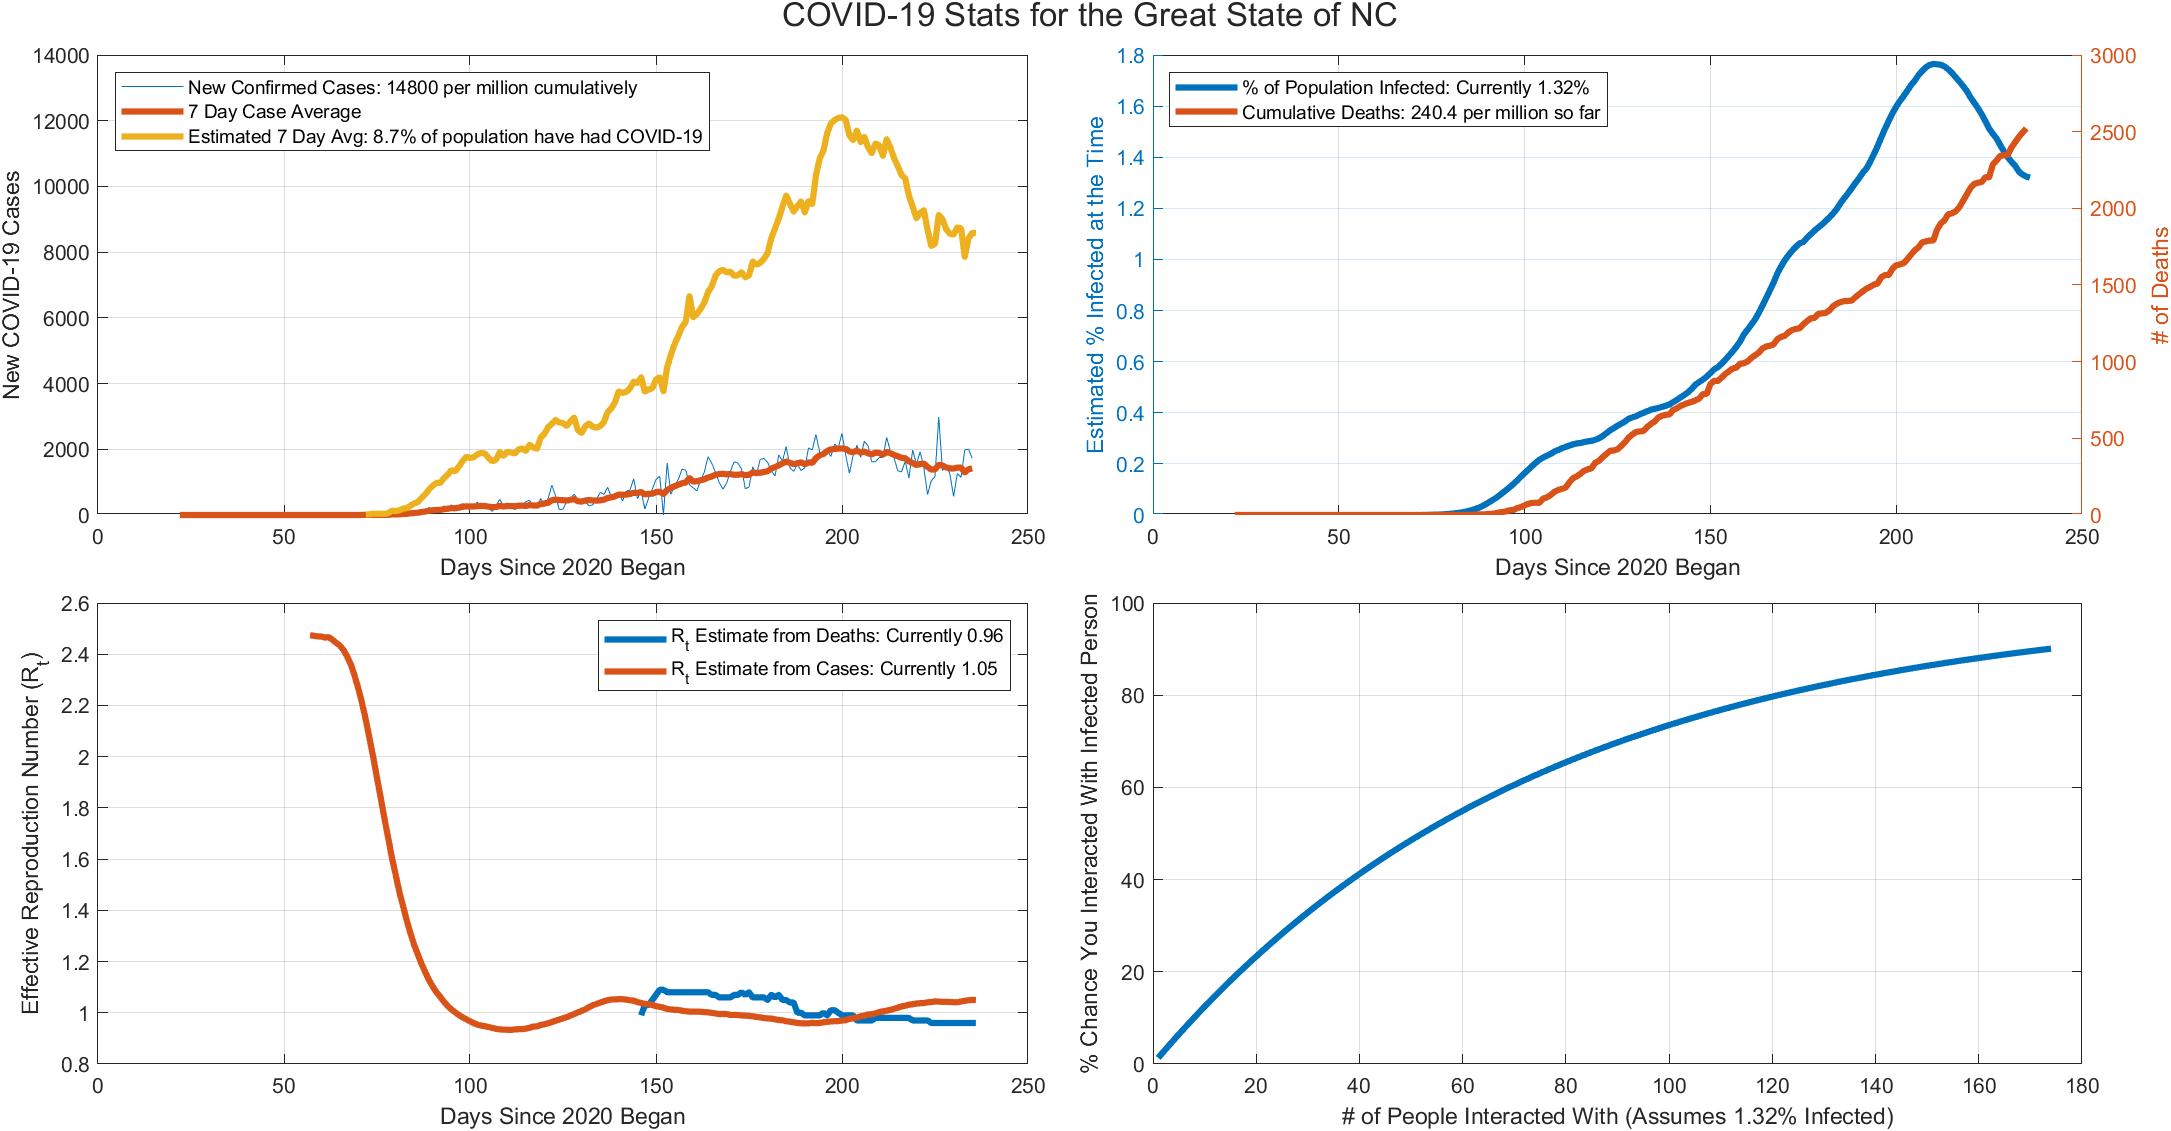 COVID-19 Stats for the Great State of NC
14000
12000
10000
8000
6000
4000
2000
0
New COVID-19 Cases
New Confirmed Cases: 14800 per million cumulatively
7 Day Case Average
Estimated 7 Day Avg: 8.7% of population have had COVID-19
0 50 100 150 200 250
Days Since 2020 Began
1.8
1.6
1.4
1.2
1
0.8
0.6
0.4
0.2
0
Estimated % Infected at the Time
% of Population Infected: Currently 1.32%
Cumulative Deaths: 240.4 per million so far
3000
2500
2000
1500
1000
500
0
# of Deaths
0 50 100 150 200 250
Days Since 2020 Began
2.6
2.4
2.2
2
1.8
1.6
1.4
1.2
1
0.8
Effective Reproduction Number (Rt)
Rt Estimate from Deaths: Currently 0.96
Rt Estimate from Cases: Currently 1.05
0 50 100 150 200 250
Days Since 2020 Began
100
80
60
40
20
0
% Chance You Interacted With Infected Person
0 20 40 60 80 100 120 140 160 180
# of People Interacted With (Assumes 1.32% Infected)